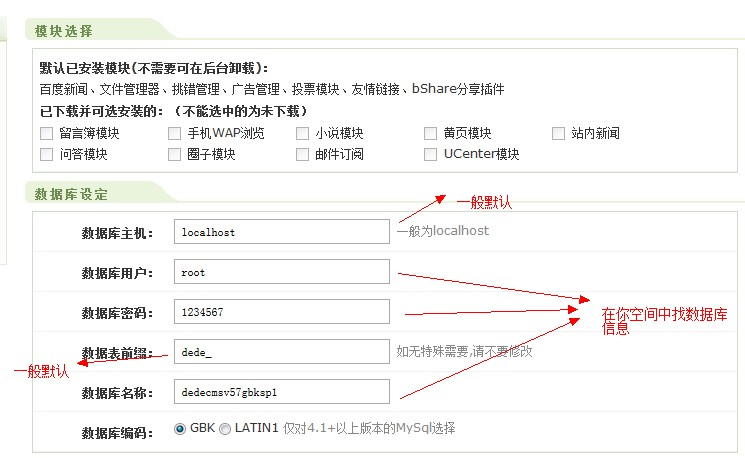 模块选择
默认已安装模块(不需要可在后台卸载)：
百度新闻、文件管理器、挑错管理、广告管理、投票模块、友情链接、bShare分享插件
已下载并可选安装的：（不能选中的为未下载）
留言簿模块 手机WAP浏览 小说模块 黄页模块 站内新闻
问答模块 圈子模块 邮件订阅 UCenter模块
数据库设定
一般默认
数据库主机： localhost 一般为localhost
数据库用户： root
数据库密码： 1234567
在你空间中找数据库
信息
数据表前缀： dede_ 如无特殊需要,请不要修改
一般默认
数据库名称： dedecmsv57gbksp1
数据库编码： GBK LATIN1 仅对4.1+以上版本的MySql选择